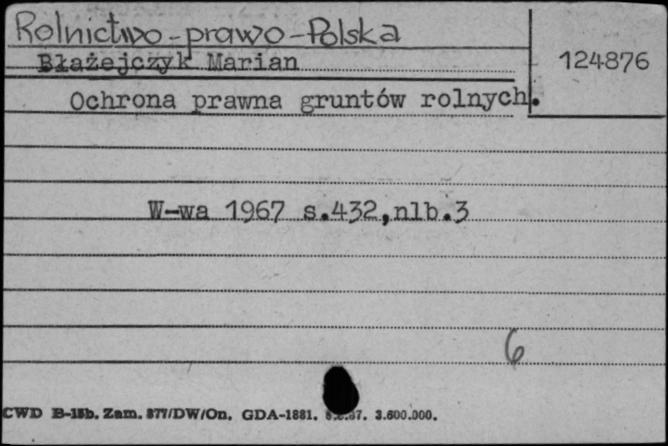 Rolnictwo-prawo-Polska
Błażejczyk Marian
124876
Ochrona prawna gruntów rolnych.
W-wa 1967 s.432,nlb.3
6
CWD B-15b. Zam. 877/DW/On. GDA-1881. 3.600.000.